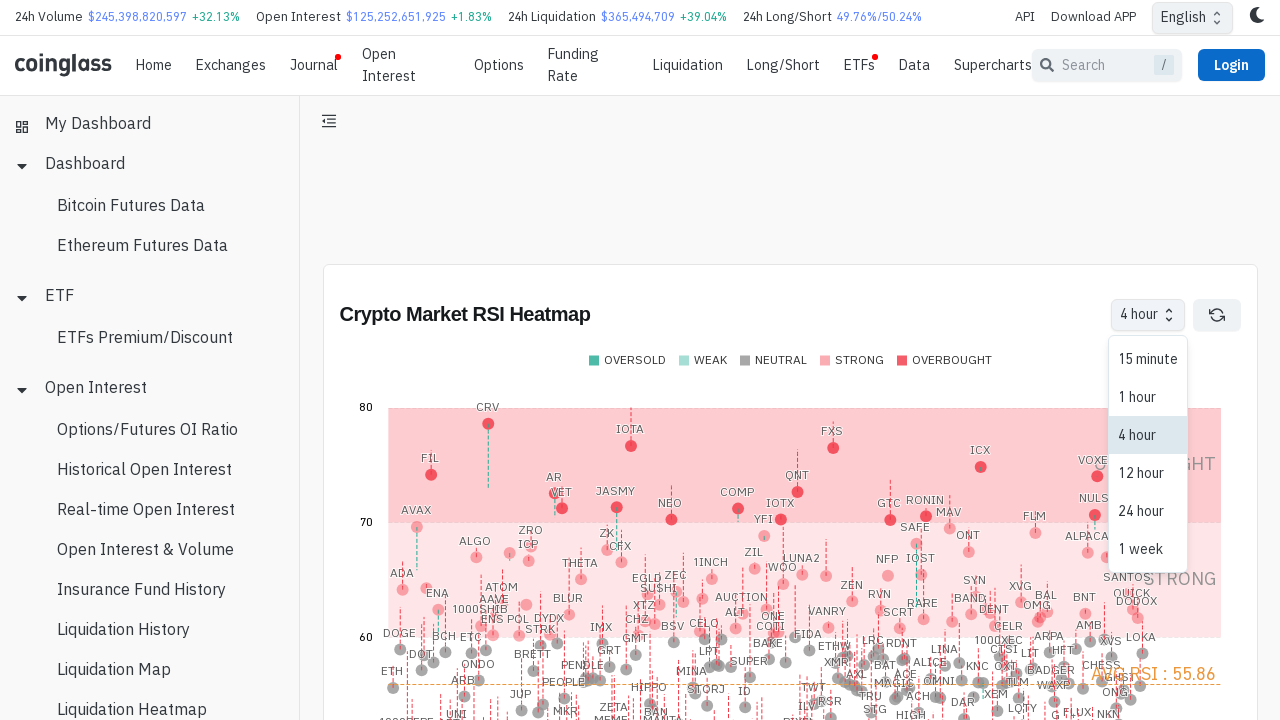 24h Volume $245,398,820,597 +32.13% Open Interest $125,252,651,925 +1.83% 24h Liquidation $365,494,709 +39.04% 24h Long/Short 49.76%/50.24% API Download APP English
coinglass Home Exchanges Journal Open Interest Options Funding Rate Liquidation Long/Short ETFs Data Supercharts Search / Login
My Dashboard
Dashboard
Bitcoin Futures Data
Ethereum Futures Data
ETF
ETFs Premium/Discount
Open Interest
Options/Futures OI Ratio
Historical Open Interest
Real-time Open Interest
Open Interest & Volume
Insurance Fund History
Liquidation History
Liquidation Map
Liquidation Heatmap
Crypto Market RSI Heatmap
4 hour
OVERSOLD WEAK NEUTRAL STRONG OVERBOUGHT
15 minute
1 hour
4 hour
12 hour
24 hour
1 week
80
CRV
IOTA FXS
FIL ICX VOXE
AR QNT
VET JASMY COMP
NEO IOTX GTC RONIN NULS
AVAX YFI MAV FLM
70
ZRO ZK SAFE ONT ALPACA
ALGO ICP CFX
ZIL LUNA2 NFP IOST
THETA 1INCH WOO
ADA EGLD ZEC SYN SANTOS STRONG
ATOM SUSHI ZEN XVG
ENA AAVE BLUR AUCTION RVN BAND OMG BAL BNT QUICK
1000SHIB XTZ RARE DENT DODOX
ENS POL DYDX CHZ ALT ONE VANRY SCRT
STRK IMX BSV CELO COTI CELR AMB
60
DOGE BCH ETC GMT BAKE FIDA ETHW LRC RDNT 1000XEC ARPA XVS LOKA
DOT BRETT GRT LPT LINA CTSI LIT HFT
ONDO PENDLE SUPER XMR BAT ALICE KNC OXT CHESS
ETH MINA AXL ACE BADGER AVG RSI : 55.86
ARB PEOPLE HIPPO STORJ ID TWT MAGIC OMNI TLM WAXP
JUP TRU ACH XEM ONG
UNI MKR ZETA BAN RSR STG DAR LQTY
HIGH FLUX NKN